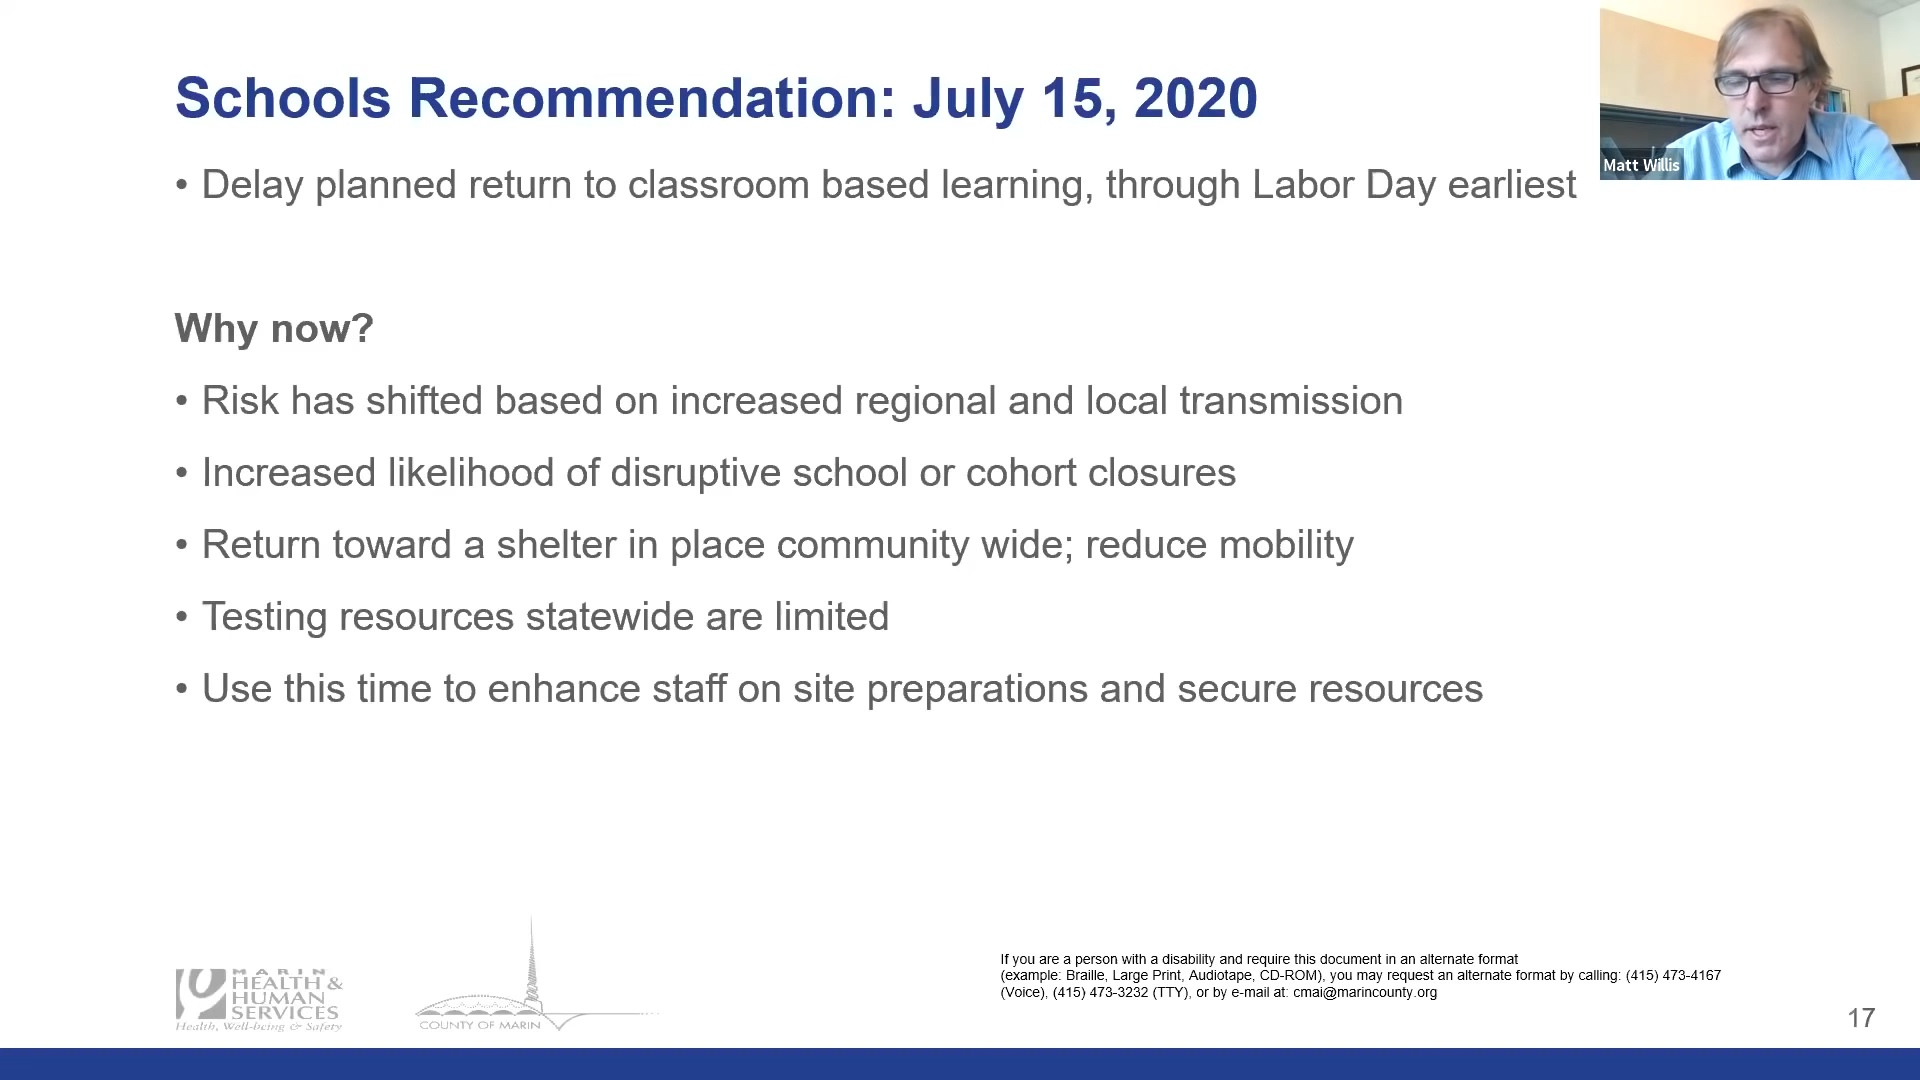 Schools Recommendation: July 15, 2020
• Delay planned return to classroom based learning, through Labor Day earliest
Matt Willis
Why now?
• Risk has shifted based on increased regional and local transmission
• Increased likelihood of disruptive school or cohort closures
• Return toward a shelter in place community wide; reduce mobility
• Testing resources statewide are limited
• Use this time to enhance staff on site preparations and secure resources
MARIN
HEALTH &
HUMAN
SERVICES
Health, Well-being & Safety
COUNTY OF MARIN
If you are a person with a disability and require this document in an alternate format
(example: Braille, Large Print, Audiotape, CD-ROM), you may request an alternate format by calling: (415) 473-4167
(Voice), (415) 473-3232 (TTY), or by e-mail at: cmai@marincounty.org
17